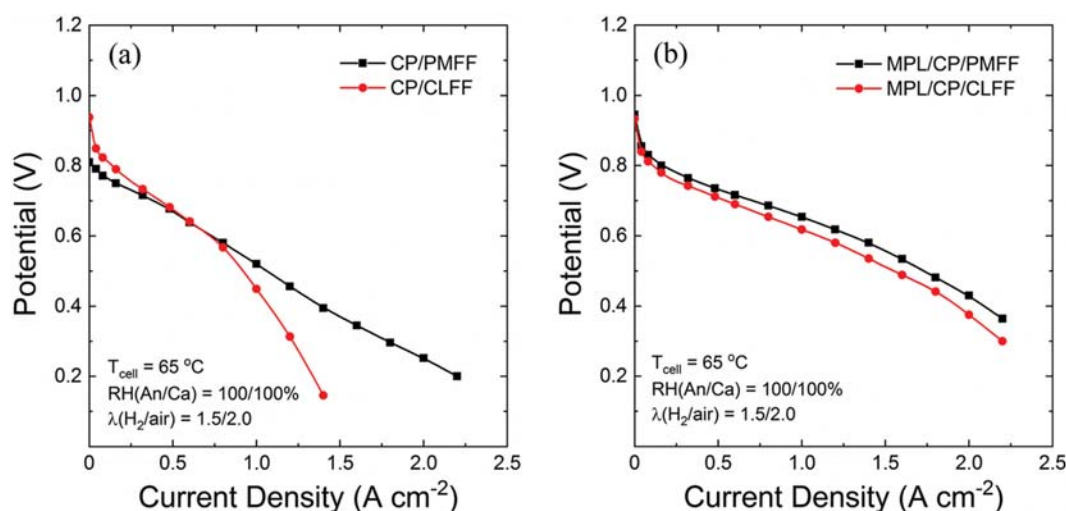 (a)
CP/PMFF
CP/CLFF
1.2
1.0
0.8
0.6
0.4
0.2
Potential (V)
T_cell = 65 °C
RH(An/Ca) = 100/100%
λ(H₂/air) = 1.5/2.0
0 0.5 1.0 1.5 2.0 2.5
Current Density (A cm⁻²)
(b)
MPL/CP/PMFF
MPL/CP/CLFF
1.2
1.0
0.8
0.6
0.4
0.2
Potential (V)
T_cell = 65 °C
RH(An/Ca) = 100/100%
λ(H₂/air) = 1.5/2.0
0 0.5 1.0 1.5 2.0 2.5
Current Density (A cm⁻²)